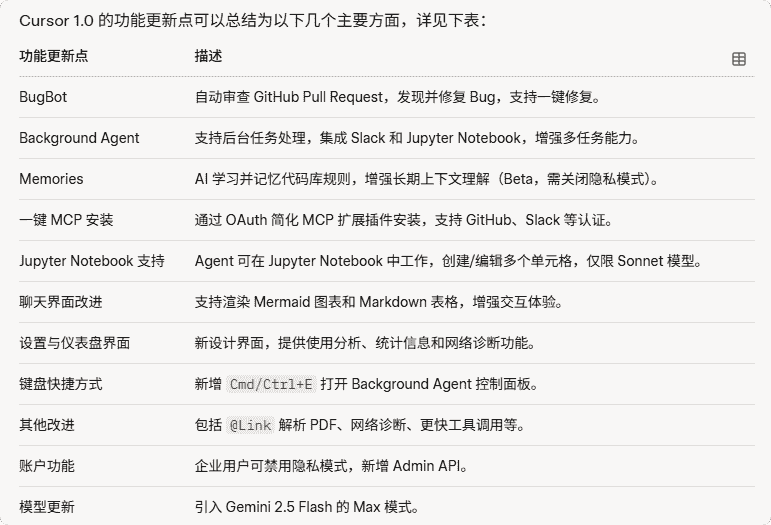 Cursor 1.0 的功能更新点可以总结为以下几个主要方面，详见下表：
功能更新点 描述
BugBot 自动审查 GitHub Pull Request，发现并修复 Bug，支持一键修复。
Background Agent 支持后台任务处理，集成 Slack 和 Jupyter Notebook，增强多任务能力。
Memories AI 学习并记忆代码库规则，增强长期上下文理解（Beta，需关闭隐私模式）。
一键 MCP 安装 通过 OAuth 简化 MCP 扩展插件安装，支持 GitHub、Slack 等认证。
Jupyter Notebook 支持 Agent 可在 Jupyter Notebook 中工作，创建/编辑多个单元格，仅限 Sonnet 模型。
聊天界面改进 支持渲染 Mermaid 图表和 Markdown 表格，增强交互体验。
设置与仪表盘界面 新设计界面，提供使用分析、统计信息和网络诊断功能。
键盘快捷方式 新增 Cmd/Ctrl+E 打开 Background Agent 控制面板。
其他改进 包括 @Link 解析 PDF、网络诊断、更快工具调用等。
账户功能 企业用户可禁用隐私模式，新增 Admin API。
模型更新 引入 Gemini 2.5 Flash 的 Max 模式。